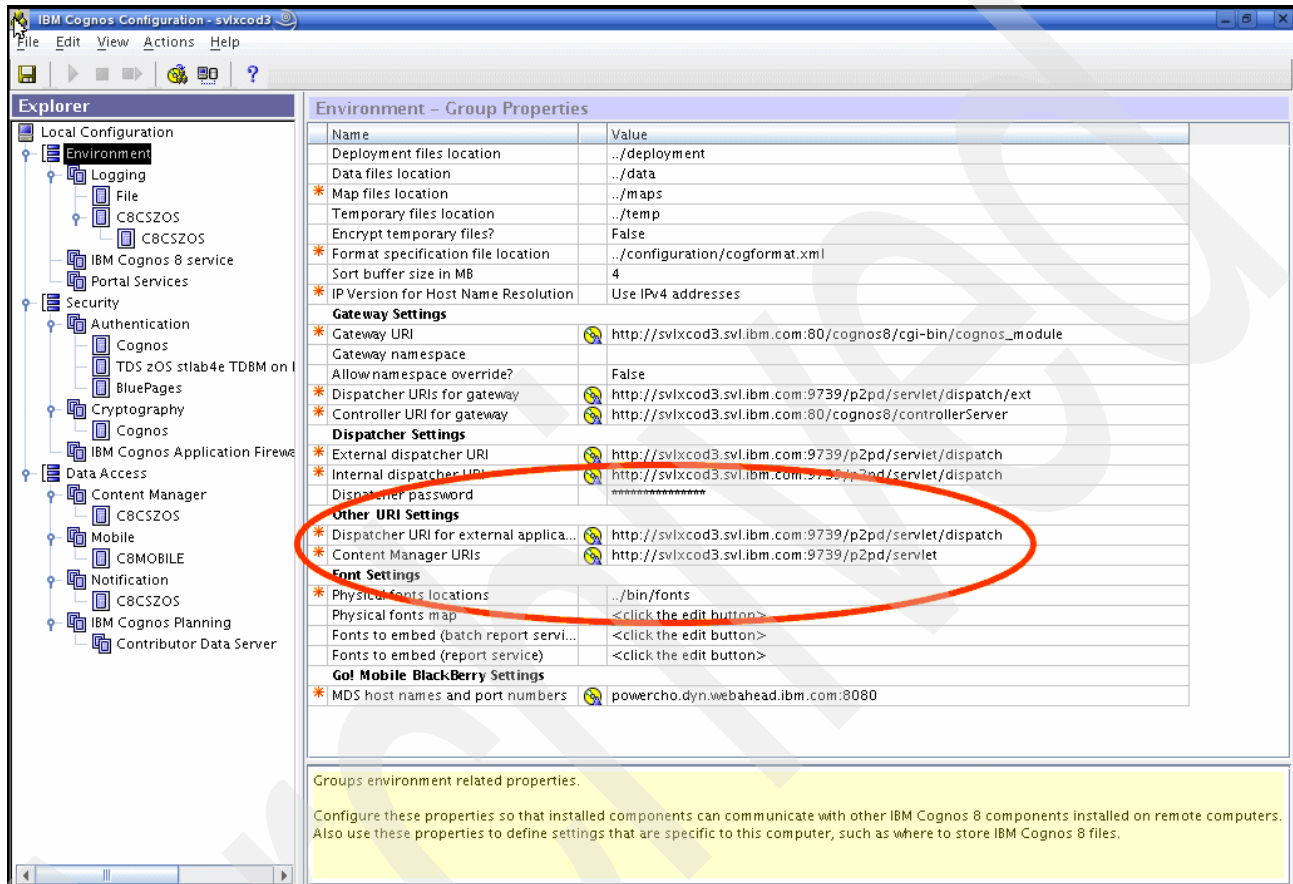 IBM Cognos Configuration - svlxcod3
File Edit View Actions Help
Explorer
Local Configuration
Environment
Logging
File
C8CSZOS
C8CSZOS
IBM Cognos 8 service
Portal Services
Security
Authentication
Cognos
TDS zOS stlab4e TDBM on
BluePages
Cryptography
Cognos
IBM Cognos Application Firewa
Data Access
Content Manager
C8CSZOS
Mobile
C8MOBILE
Notification
C8CSZOS
IBM Cognos Planning
Contributor Data Server
Environment - Group Properties
Name Value
Deployment files location ../deployment
Data files location ../data
* Map files location ../maps
Temporary files location ../temp
Encrypt temporary files? False
* Format specification file location ../configuration/cogformat.xml
Sort buffer size in MB 4
* IP Version for Host Name Resolution Use IPv4 addresses
Gateway Settings
* Gateway URI http://svlxcod3.svl.ibm.com:80/cognos8/cgi-bin/cognos_module
Gateway namespace
Allow namespace override? False
* Dispatcher URIs for gateway http://svlxcod3.svl.ibm.com:9739/p2pd/servlet/dispatch/ext
* Controller URI for gateway http://svlxcod3.svl.ibm.com:80/cognos8/controllerServer
Dispatcher Settings
* External dispatcher URI http://svlxcod3.svl.ibm.com:9739/p2pd/servlet/dispatch
* Internal dispatcher URI http://svlxcod3.svl.ibm.com:9739/p2pd/servlet/dispatch
Dispatcher password ****************
Other URI Settings
* Dispatcher URI for external applica... http://svlxcod3.svl.ibm.com:9739/p2pd/servlet/dispatch
* Content Manager URIs http://svlxcod3.svl.ibm.com:9739/p2pd/servlet
Font Settings
* Physical fonts locations ../bin/fonts
Physical fonts map <click the edit button>
Fonts to embed (batch report servi... <click the edit button>
Fonts to embed (report service) <click the edit button>
Go! Mobile BlackBerry Settings
* MDS host names and port numbers powercho.dyn.webahead.ibm.com:8080
Groups environment related properties.
Configure these properties so that installed components can communicate with other IBM Cognos 8 components installed on remote computers.
Also use these properties to define settings that are specific to this computer, such as where to store IBM Cognos 8 files.